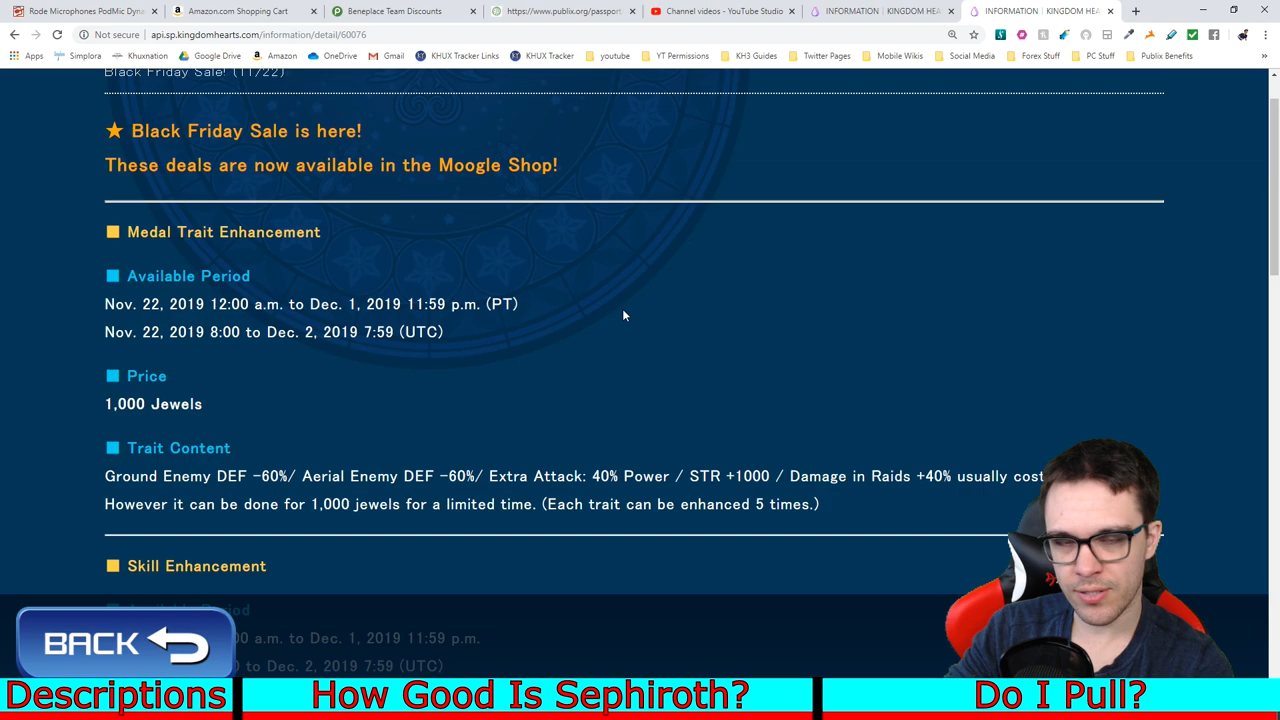 Rode Microphones PodMic Dyna
Amazon.com Shopping Cart
Beneplace Team Discounts
https://www.publix.org/passport
Channel videos - YouTube Studio
INFORMATION | KINGDOM HEA
INFORMATION | KINGDOM HEA
Not secure | api.sp.kingdomhearts.com/information/detail/60076
Apps Simplora Khuxnation Google Drive Amazon OneDrive Gmail KHUX Tracker Links KHUX Tracker youtube YT Permissions KH3 Guides Twitter Pages Mobile Wikis Social Media Forex Stuff PC Stuff Publix Benefits
Black Friday Sale! (11/22)
★ Black Friday Sale is here!
These deals are now available in the Moogle Shop!
■ Medal Trait Enhancement
■ Available Period
Nov. 22, 2019 12:00 a.m. to Dec. 1, 2019 11:59 p.m. (PT)
Nov. 22, 2019 8:00 to Dec. 2, 2019 7:59 (UTC)
■ Price
1,000 Jewels
■ Trait Content
Ground Enemy DEF -60%/ Aerial Enemy DEF -60%/ Extra Attack: 40% Power / STR +1000 / Damage in Raids +40% usually cost
However it can be done for 1,000 jewels for a limited time. (Each trait can be enhanced 5 times.)
■ Skill Enhancement
a.m. to Dec. 1, 2019 11:59 p.m.
to Dec. 2, 2019 7:59 (UTC)
BACK
Descriptions
How Good Is Sephiroth?
Do I Pull?